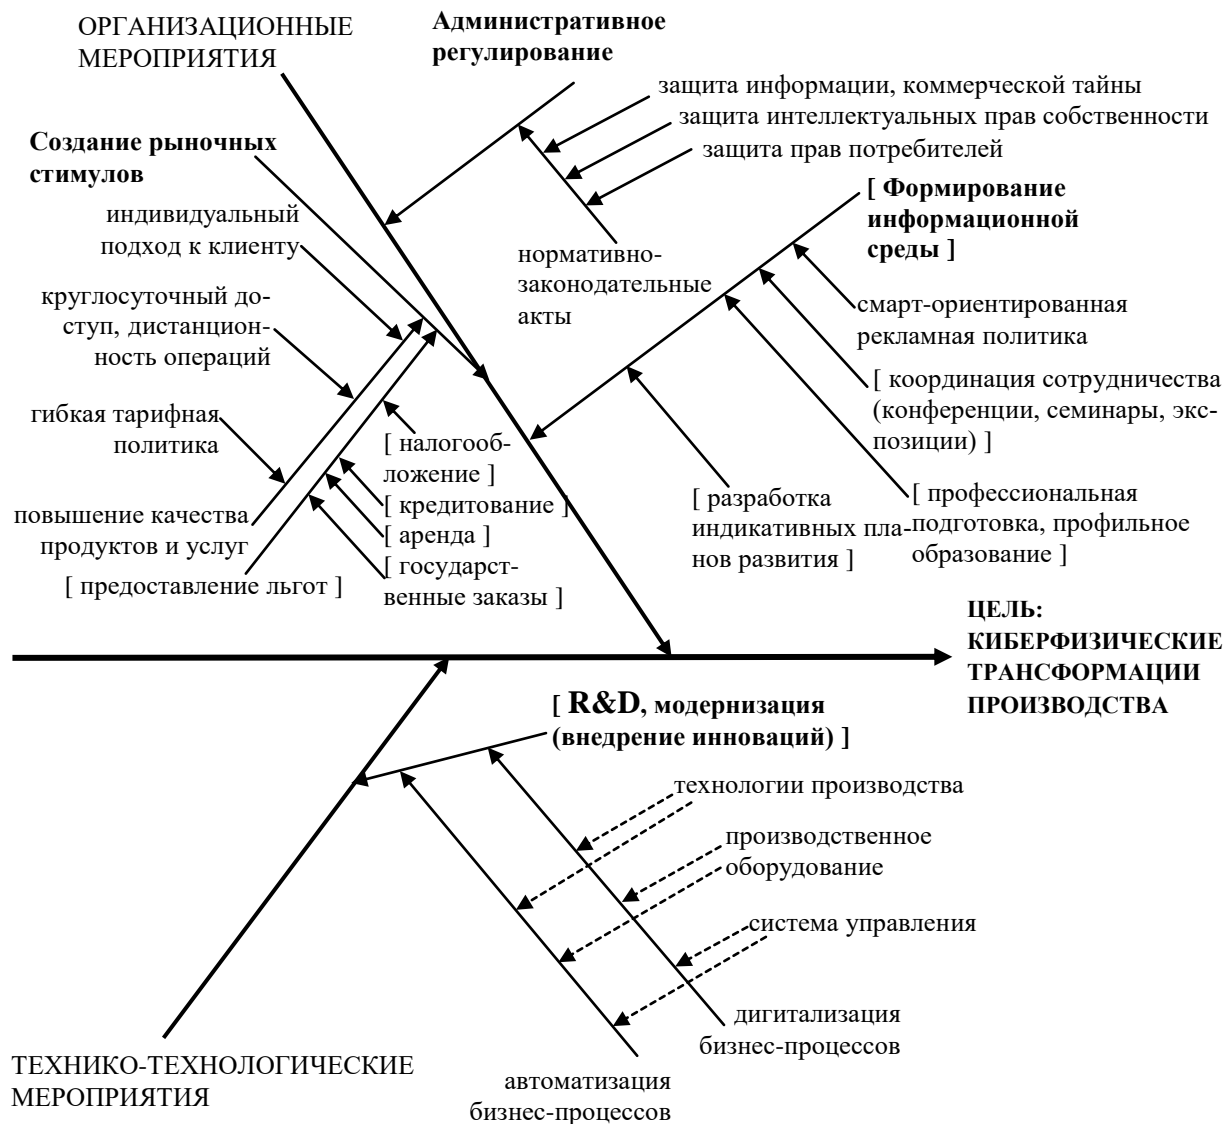 ОРГАНИЗАЦИОННЫЕ
МЕРОПРИЯТИЯ
Административное
регулирование
защита информации, коммерческой тайны
защита интеллектуальных прав собственности
защита прав потребителей
нормативно-
законодательные
акты
Создание рыночных
стимулов
индивидуальный
подход к клиенту
круглосуточный до-
ступ, дистанцион-
ность операций
гибкая тарифная
политика
повышение качества
продуктов и услуг
[ предоставление льгот ]
[ налогооб-
ложение ]
[ кредитование ]
[ аренда ]
[ государст-
венные заказы ]
[ Формирование
информационной
среды ]
смарт-ориентированная
рекламная политика
[ координация сотрудничества
(конференции, семинары, экс-
позиции) ]
[ профессиональная
подготовка, профильное
образование ]
[ разработка
индикативных пла-
нов развития ]
ЦЕЛЬ:
КИБЕРФИЗИЧЕСКИЕ
ТРАНСФОРМАЦИИ
ПРОИЗВОДСТВА
[ R&D, модернизация
(внедрение инноваций) ]
технологии производства
производственное
оборудование
система управления
дигитализация
бизнес-процессов
автоматизация
бизнес-процессов
ТЕХНИКО-ТЕХНОЛОГИЧЕСКИЕ
МЕРОПРИЯТИЯ